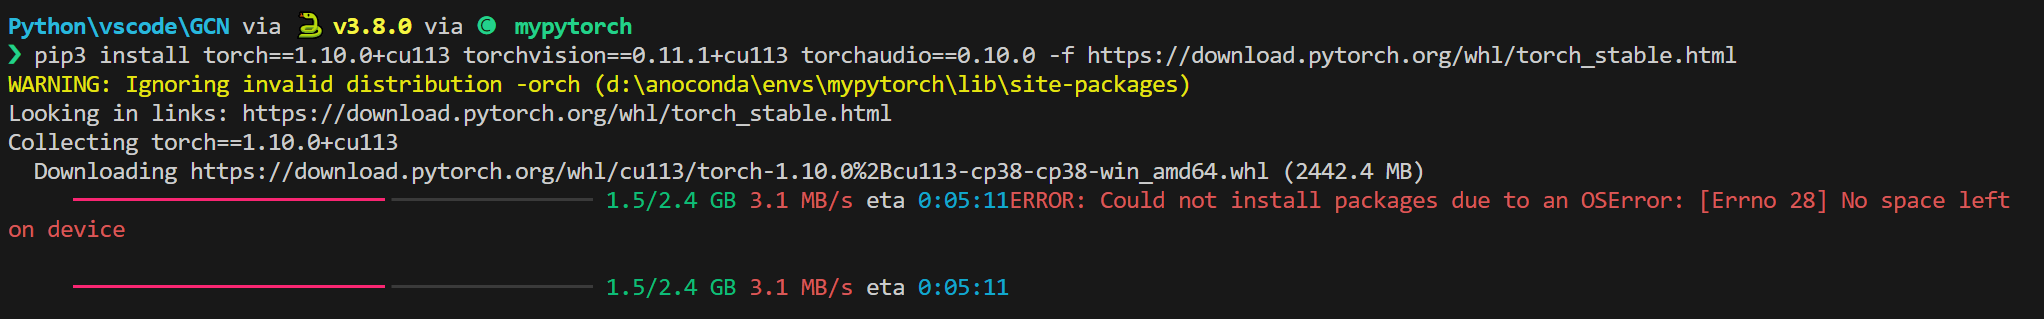 Python\vscode\GCN via 🐍 v3.8.0 via 🅒 mypytorch
❯ pip3 install torch==1.10.0+cu113 torchvision==0.11.1+cu113 torchaudio==0.10.0 -f https://download.pytorch.org/whl/torch_stable.html
WARNING: Ignoring invalid distribution -orch (d:\anoconda\envs\mypytorch\lib\site-packages)
Looking in links: https://download.pytorch.org/whl/torch_stable.html
Collecting torch==1.10.0+cu113
Downloading https://download.pytorch.org/whl/cu113/torch-1.10.0%2Bcu113-cp38-cp38-win_amd64.whl (2442.4 MB)
1.5/2.4 GB 3.1 MB/s eta 0:05:11ERROR: Could not install packages due to an OSError: [Errno 28] No space left
on device
1.5/2.4 GB 3.1 MB/s eta 0:05:11